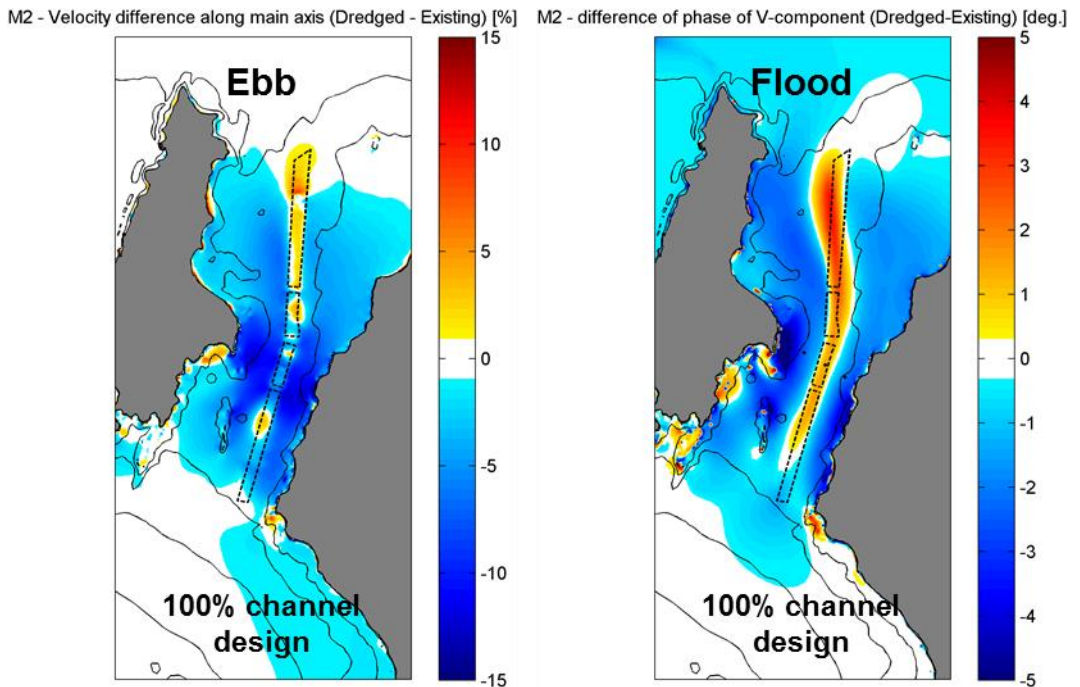 M2 - Velocity difference along main axis (Dredged - Existing) [%]
Ebb
100% channel
design
15
10
5
0
-5
-10
-15
M2 - difference of phase of V-component (Dredged-Existing) [deg.]
Flood
100% channel
design
5
4
3
2
1
0
-1
-2
-3
-4
-5